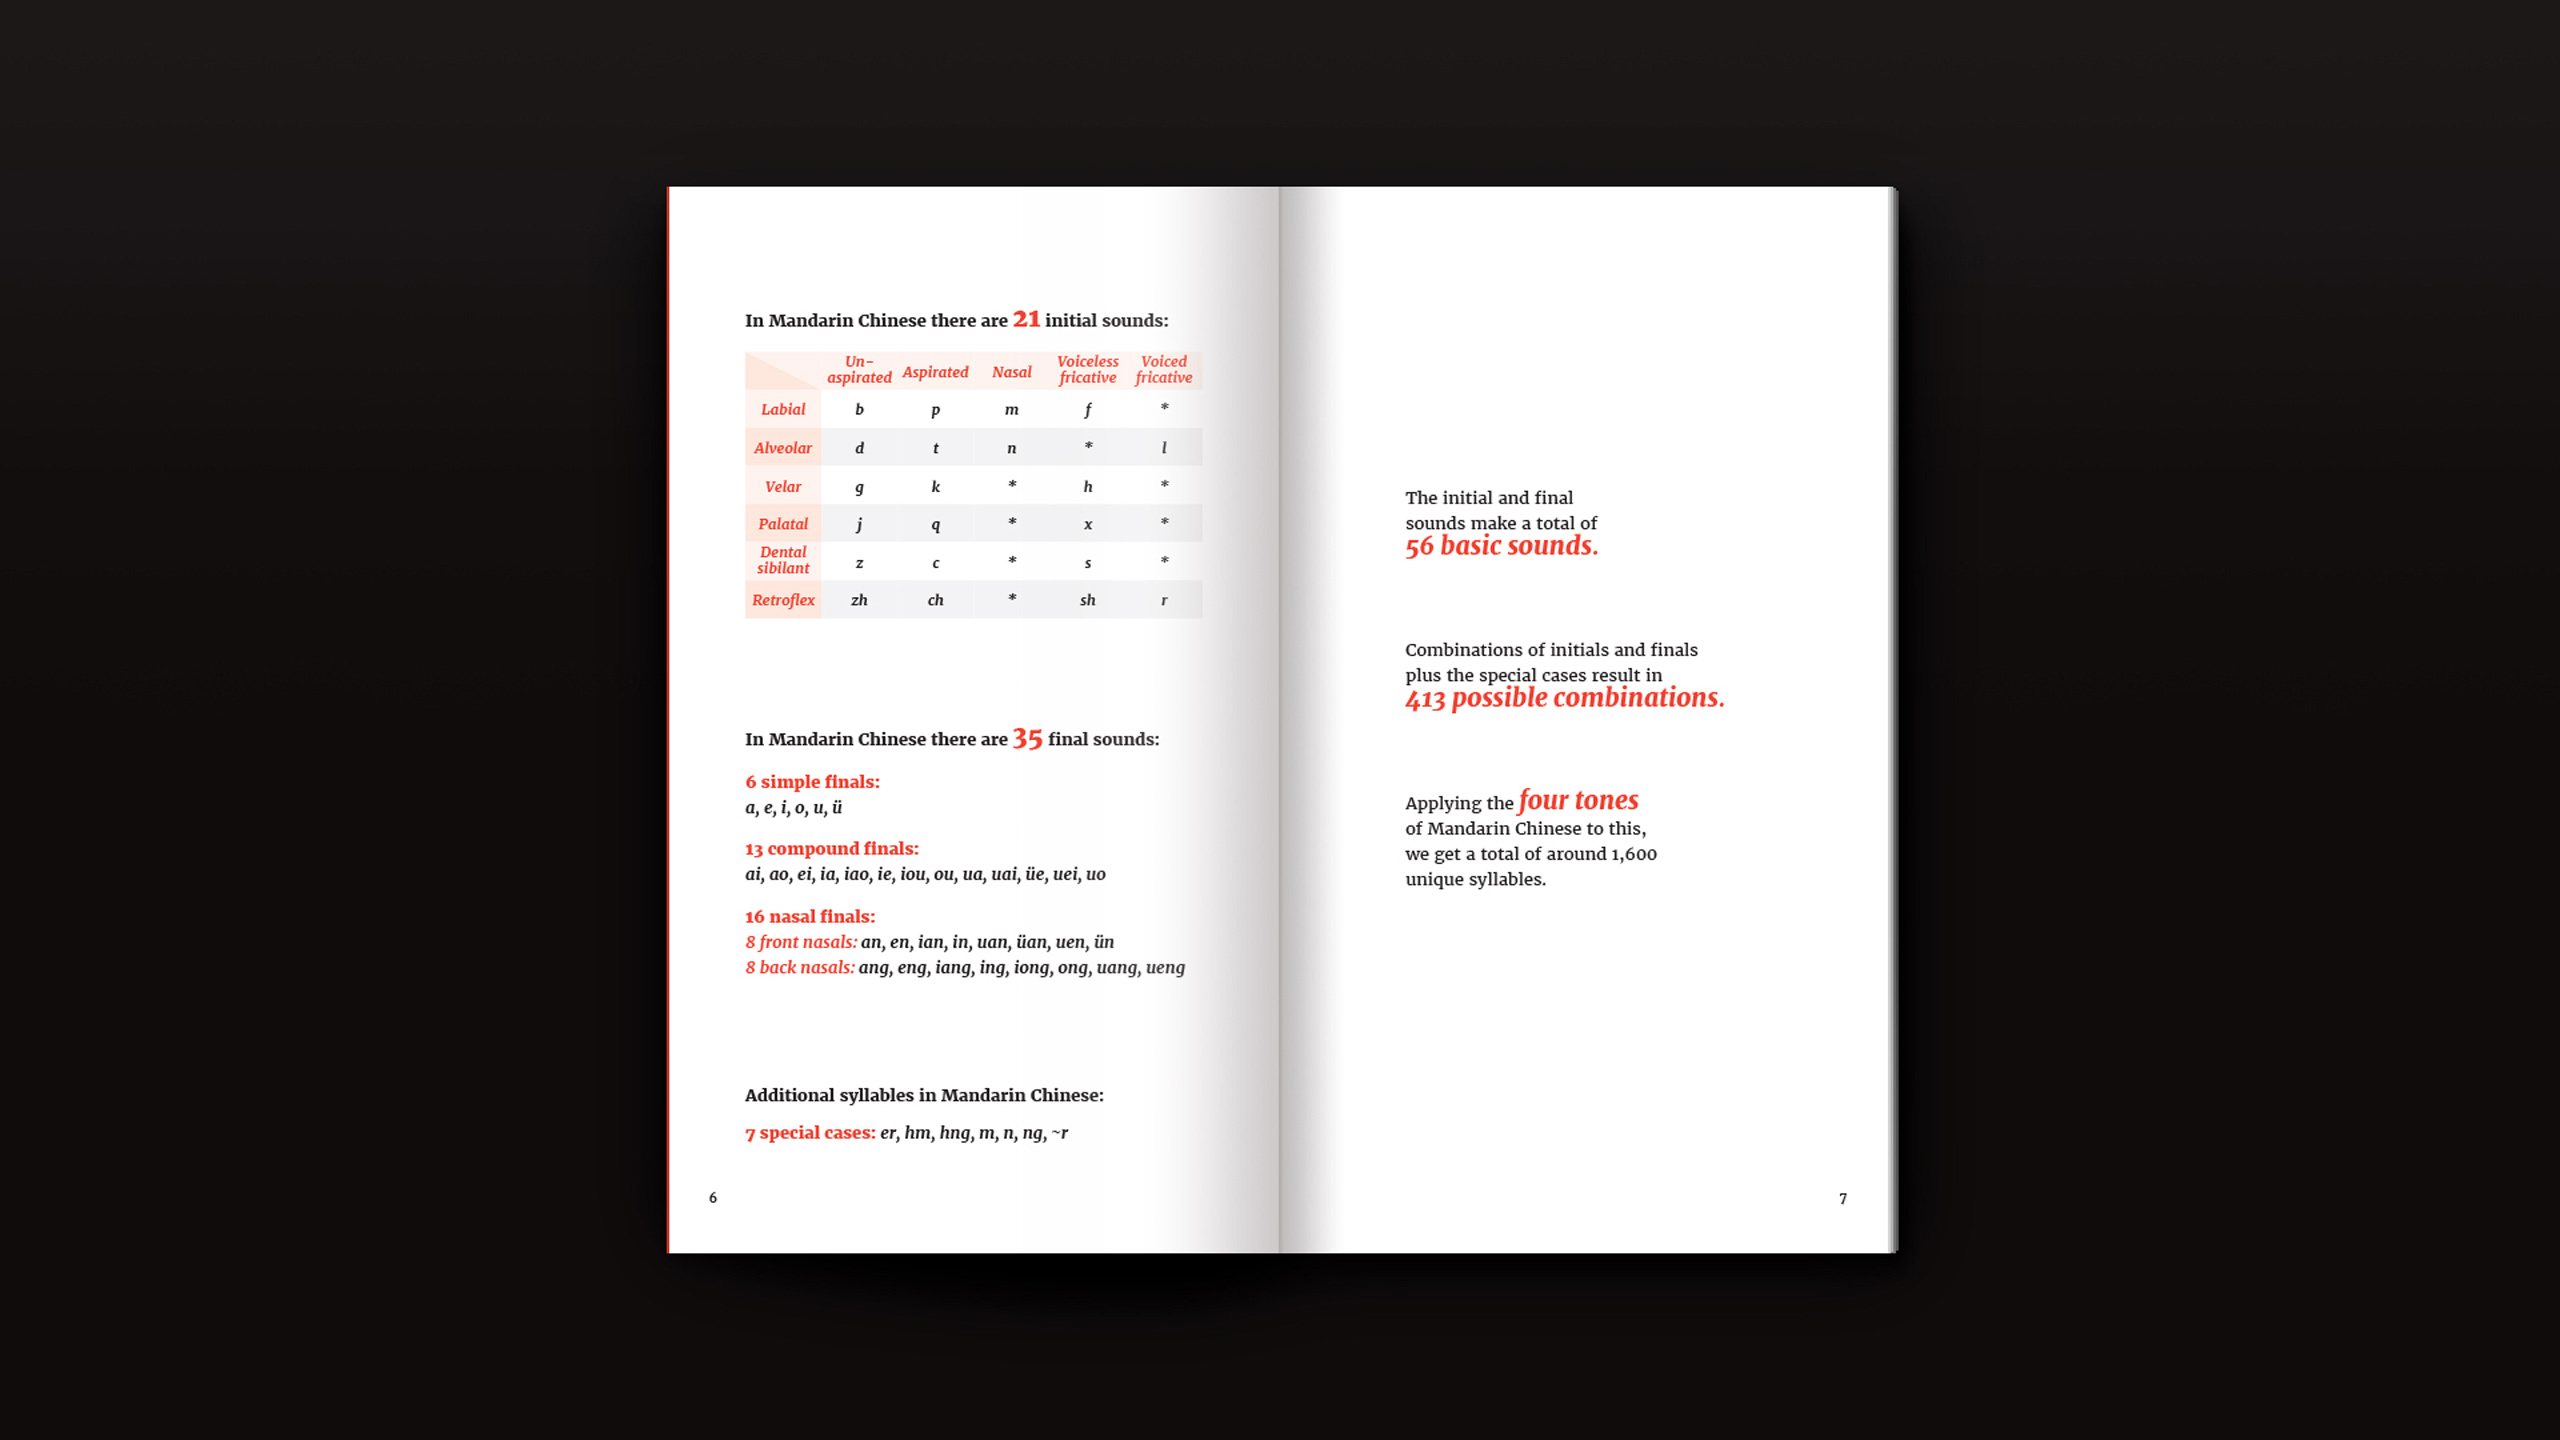 In Mandarin Chinese there are 21 initial sounds:
Un-
aspirated Aspirated Nasal Voiceless
fricative Voiced
fricative
Labial b p m f *
Alveolar d t n * l
Velar g k * h *
Palatal j q * x *
Dental
sibilant z c * s *
Retroflex zh ch * sh r
In Mandarin Chinese there are 35 final sounds:
6 simple finals:
a, e, i, o, u, ü
13 compound finals:
ai, ao, ei, ia, iao, ie, iou, ou, ua, uai, üe, uei, uo
16 nasal finals:
8 front nasals: an, en, ian, in, uan, üan, uen, ün
8 back nasals: ang, eng, iang, ing, iong, ong, uang, ueng
Additional syllables in Mandarin Chinese:
7 special cases: er, hm, hng, m, n, ng, ~r
6
The initial and final
sounds make a total of
56 basic sounds.
Combinations of initials and finals
plus the special cases result in
413 possible combinations.
Applying the four tones
of Mandarin Chinese to this,
we get a total of around 1,600
unique syllables.
7